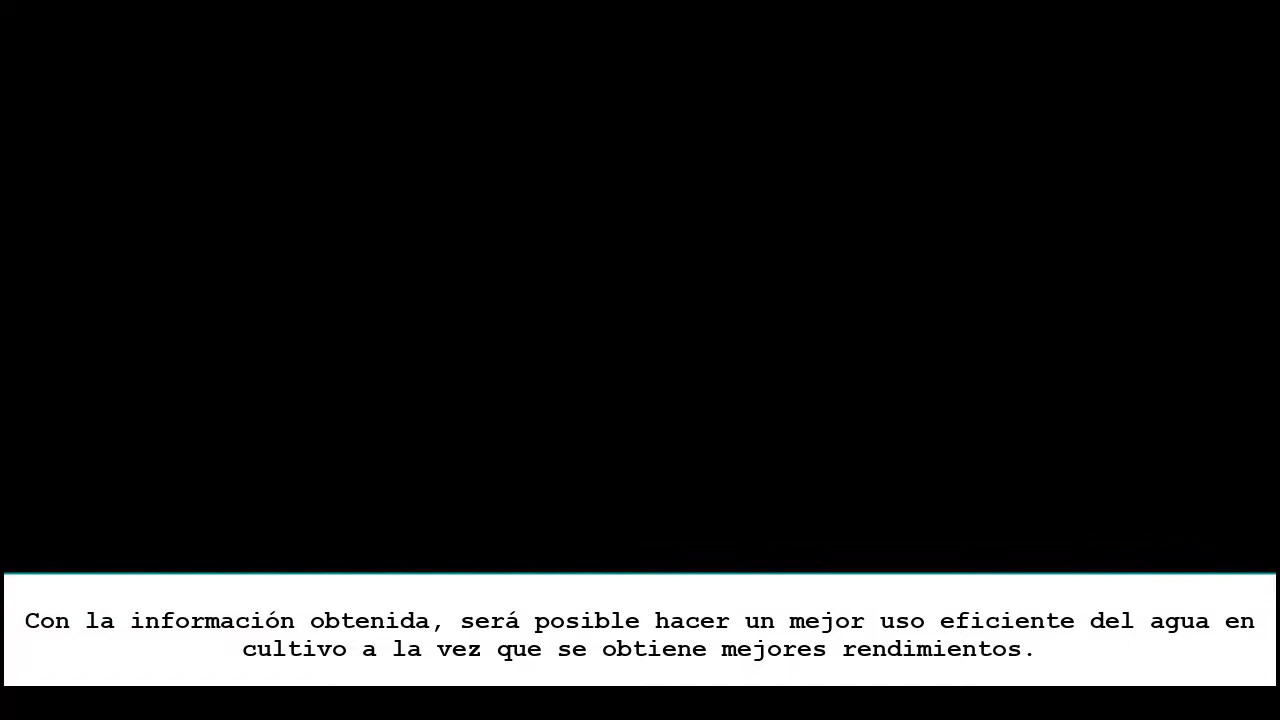 Con la información obtenida, será posible hacer un mejor uso eficiente del agua en
cultivo a la vez que se obtiene mejores rendimientos.